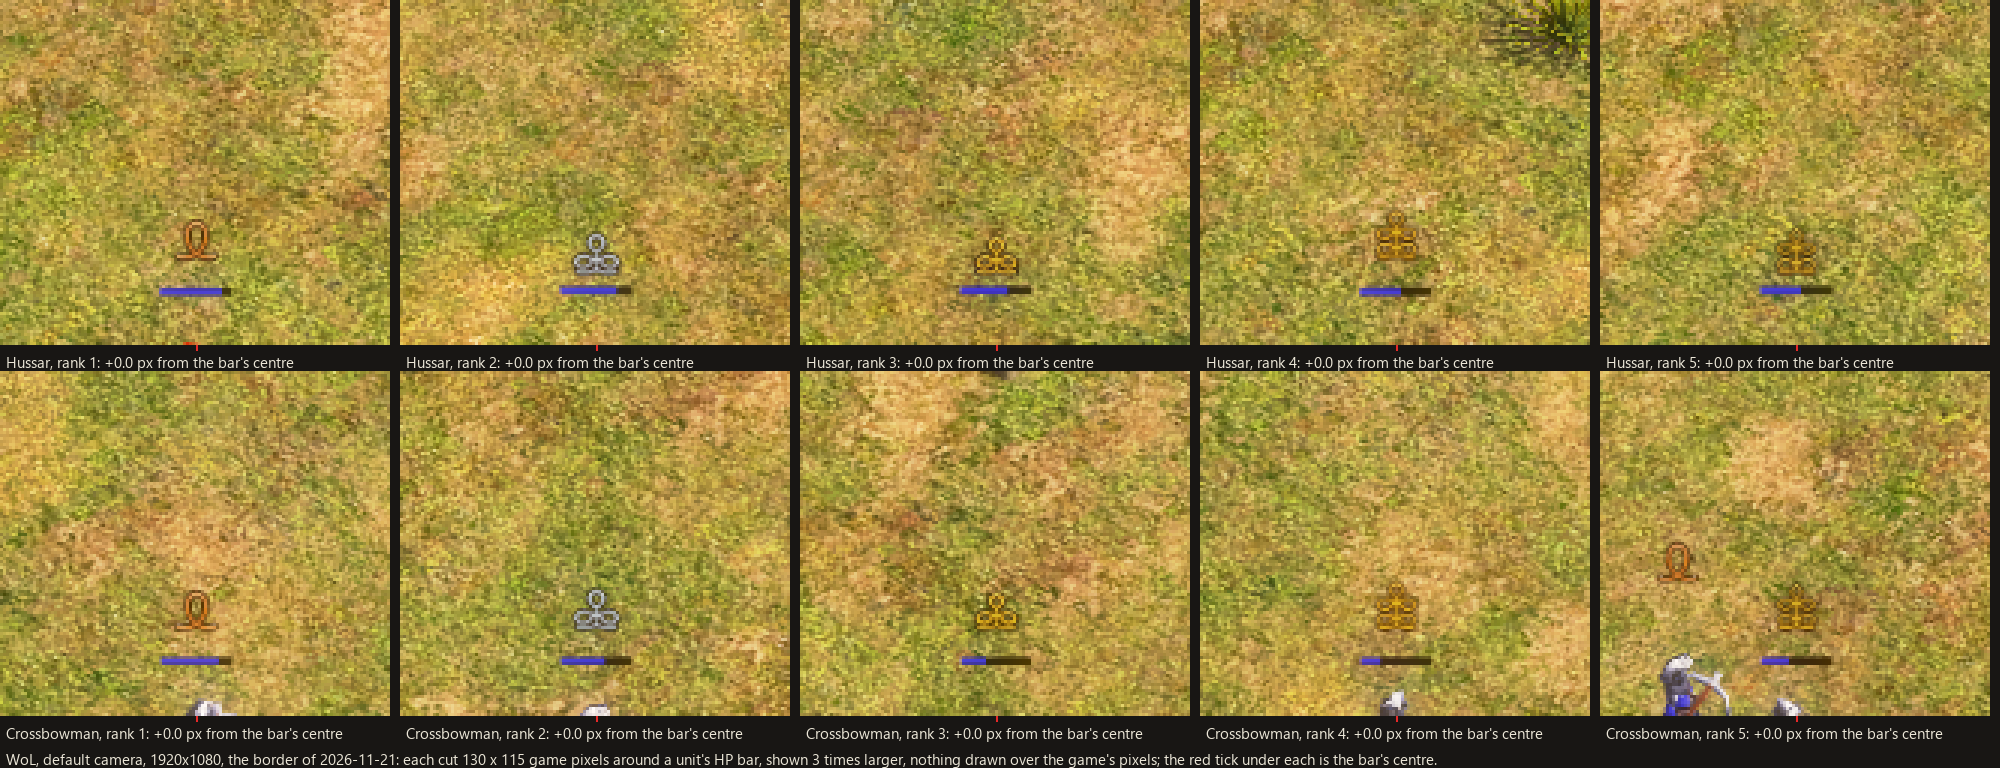 Hussar, rank 1: +0.0 px from the bar's centre
Hussar, rank 2: +0.0 px from the bar's centre
Hussar, rank 3: +0.0 px from the bar's centre
Hussar, rank 4: +0.0 px from the bar's centre
Hussar, rank 5: +0.0 px from the bar's centre
Crossbowman, rank 1: +0.0 px from the bar's centre
Crossbowman, rank 2: +0.0 px from the bar's centre
Crossbowman, rank 3: +0.0 px from the bar's centre
Crossbowman, rank 4: +0.0 px from the bar's centre
Crossbowman, rank 5: +0.0 px from the bar's centre
WoL, default camera, 1920x1080, the border of 2026-11-21: each cut 130 x 115 game pixels around a unit's HP bar, shown 3 times larger, nothing drawn over the game's pixels; the red tick under each is the bar's centre.